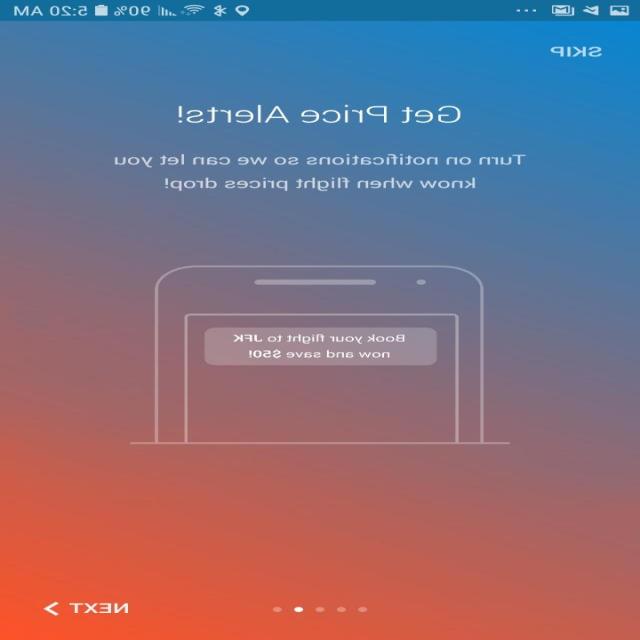 90% 5:20 AM
SKIP
Get Price Alerts!
Turn on notifications so we can let you
know when flight prices drop!
Book your flight to JFK
now and save $50!
NEXT